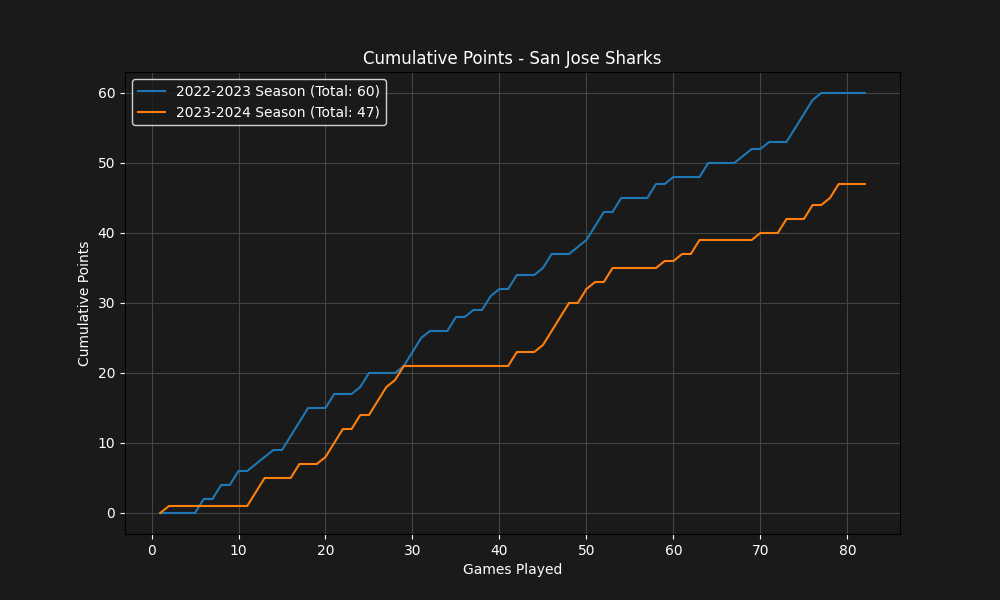 Cumulative Points - San Jose Sharks
2022-2023 Season (Total: 60)
2023-2024 Season (Total: 47)
Cumulative Points
60
50
40
30
20
10
0
0 10 20 30 40 50 60 70 80
Games Played